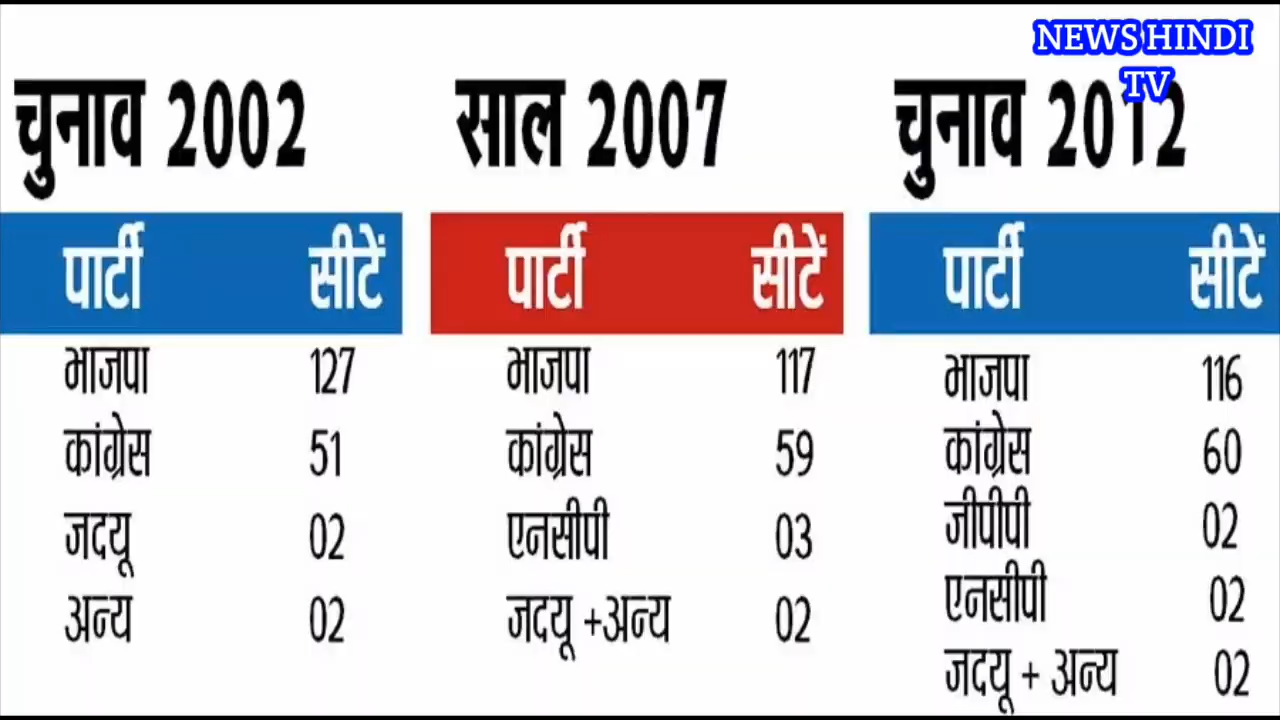 NEWS HINDI
TV
चुनाव 2002
पार्टी सीटें
भाजपा 127
कांग्रेस 51
जदयू 02
अन्य 02
साल 2007
पार्टी सीटें
भाजपा 117
कांग्रेस 59
एनसीपी 03
जदयू +अन्य 02
चुनाव 2012
पार्टी सीटें
भाजपा 116
कांग्रेस 60
जीपीपी 02
एनसीपी 02
जदयू + अन्य 02